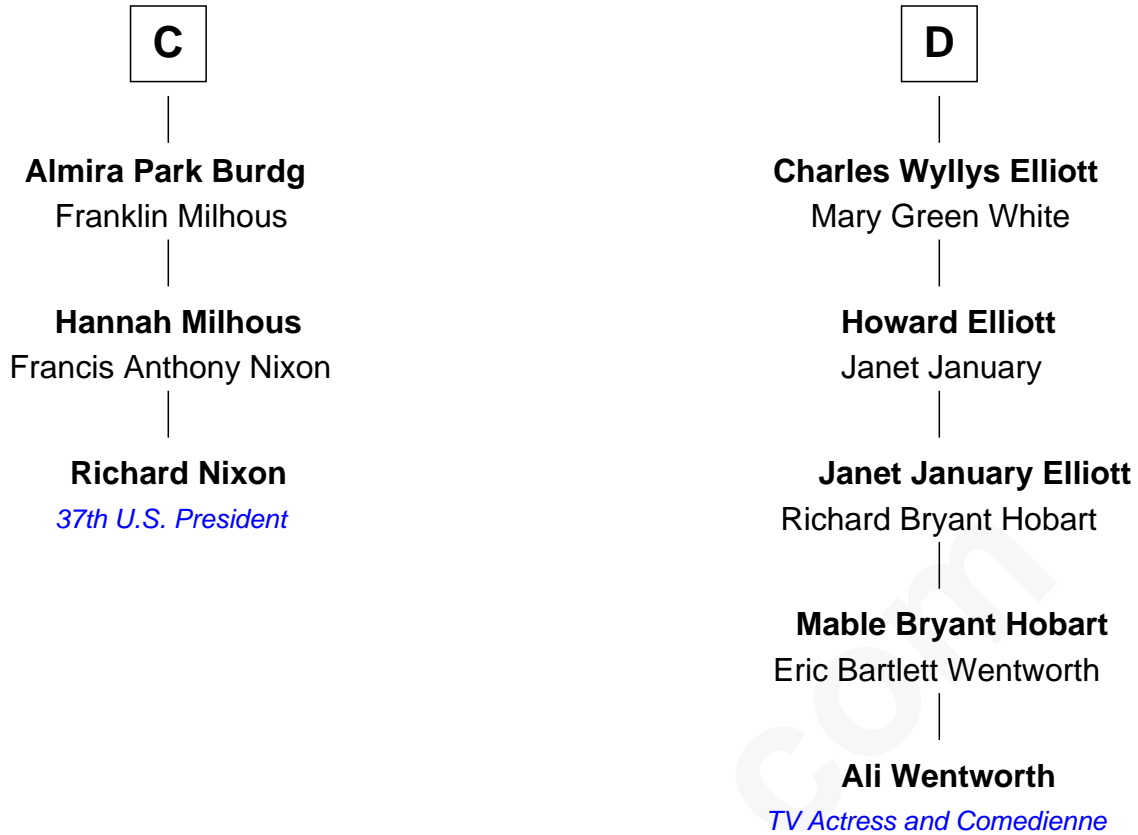 C
Almira Park Burdg
Franklin Milhous
Hannah Milhous
Francis Anthony Nixon
Richard Nixon
37th U.S. President
D
Charles Wyllys Elliott
Mary Green White
Howard Elliott
Janet January
Janet January Elliott
Richard Bryant Hobart
Mable Bryant Hobart
Eric Bartlett Wentworth
Ali Wentworth
TV Actress and Comedienne
com